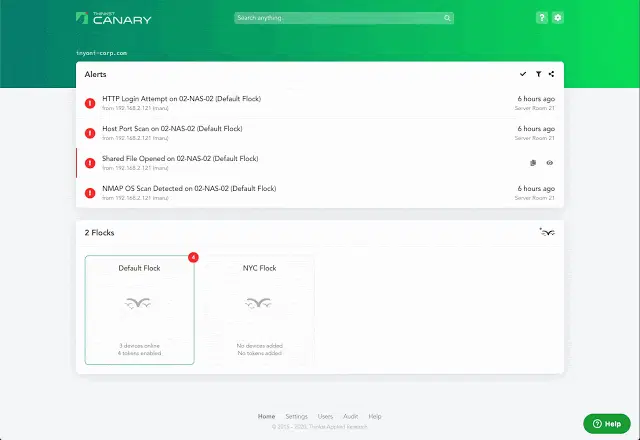 THINKST
CANARY
Search anything
?
inyoni-corp.com
Alerts
HTTP Login Attempt on 02-NAS-02 (Default Flock)
from 192.168.2.121 (maru)
6 hours ago
Server Room 21
Host Port Scan on 02-NAS-02 (Default Flock)
from 192.168.2.121 (maru)
6 hours ago
Server Room 21
Shared File Opened on 02-NAS-02 (Default Flock)
from 192.168.2.121 (maru)
NMAP OS Scan Detected on 02-NAS-02 (Default Flock)
from 192.168.2.121 (maru)
6 hours ago
Server Room 21
2 Flocks
4
Default Flock
3 devices online
4 tokens enabled
NYC Flock
No devices added
No tokens added
Home Settings Users Audit Help
© 2015 - 2020, Thinkst Applied Research
? Help